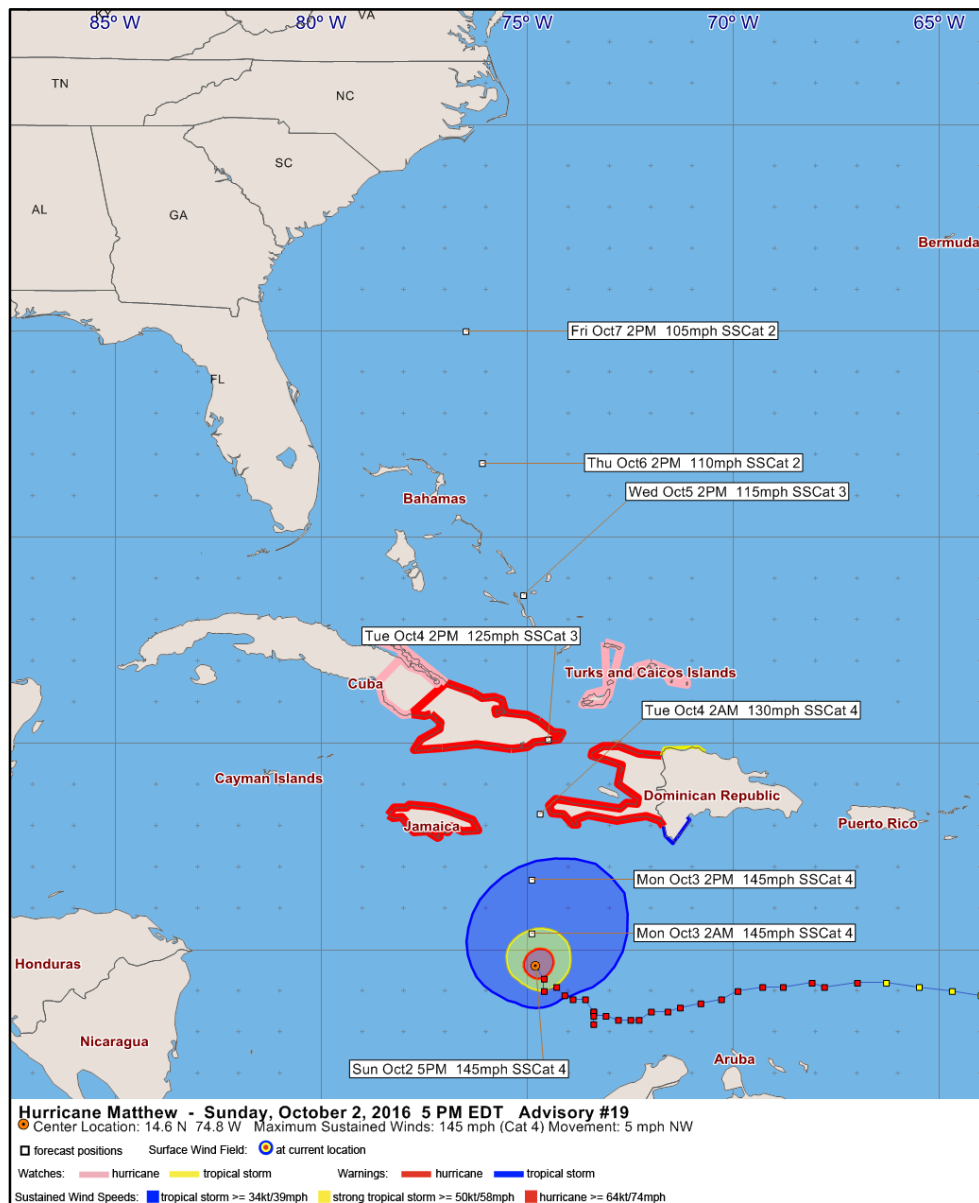 85° W 80° W 75° W 70° W 65° W
KY
VA
TN
NC
SC
AL
GA
Bermuda
Fri Oct7 2PM 105mph SSCat 2
FL
Thu Oct6 2PM 110mph SSCat 2
Wed Oct5 2PM 115mph SSCat 3
Bahamas
Tue Oct4 2PM 125mph SSCat 3
Turks and Caicos Islands
Cuba
Tue Oct4 2AM 130mph SSCat 4
Cayman Islands
Dominican Republic
Jamaica
Puerto Rico
Mon Oct3 2PM 145mph SSCat 4
Mon Oct3 2AM 145mph SSCat 4
Honduras
Nicaragua
Aruba
Sun Oct2 5PM 145mph SSCat 4
Hurricane Matthew - Sunday, October 2, 2016 5 PM EDT Advisory #19
Center Location: 14.6 N 74.8 W Maximum Sustained Winds: 145 mph (Cat 4) Movement: 5 mph NW
forecast positions Surface Wind Field: at current location
Watches: hurricane tropical storm Warnings: hurricane tropical storm
Sustained Wind Speeds: tropical storm >= 34kt/39mph strong tropical storm >= 50kt/58mph hurricane >= 64kt/74mph